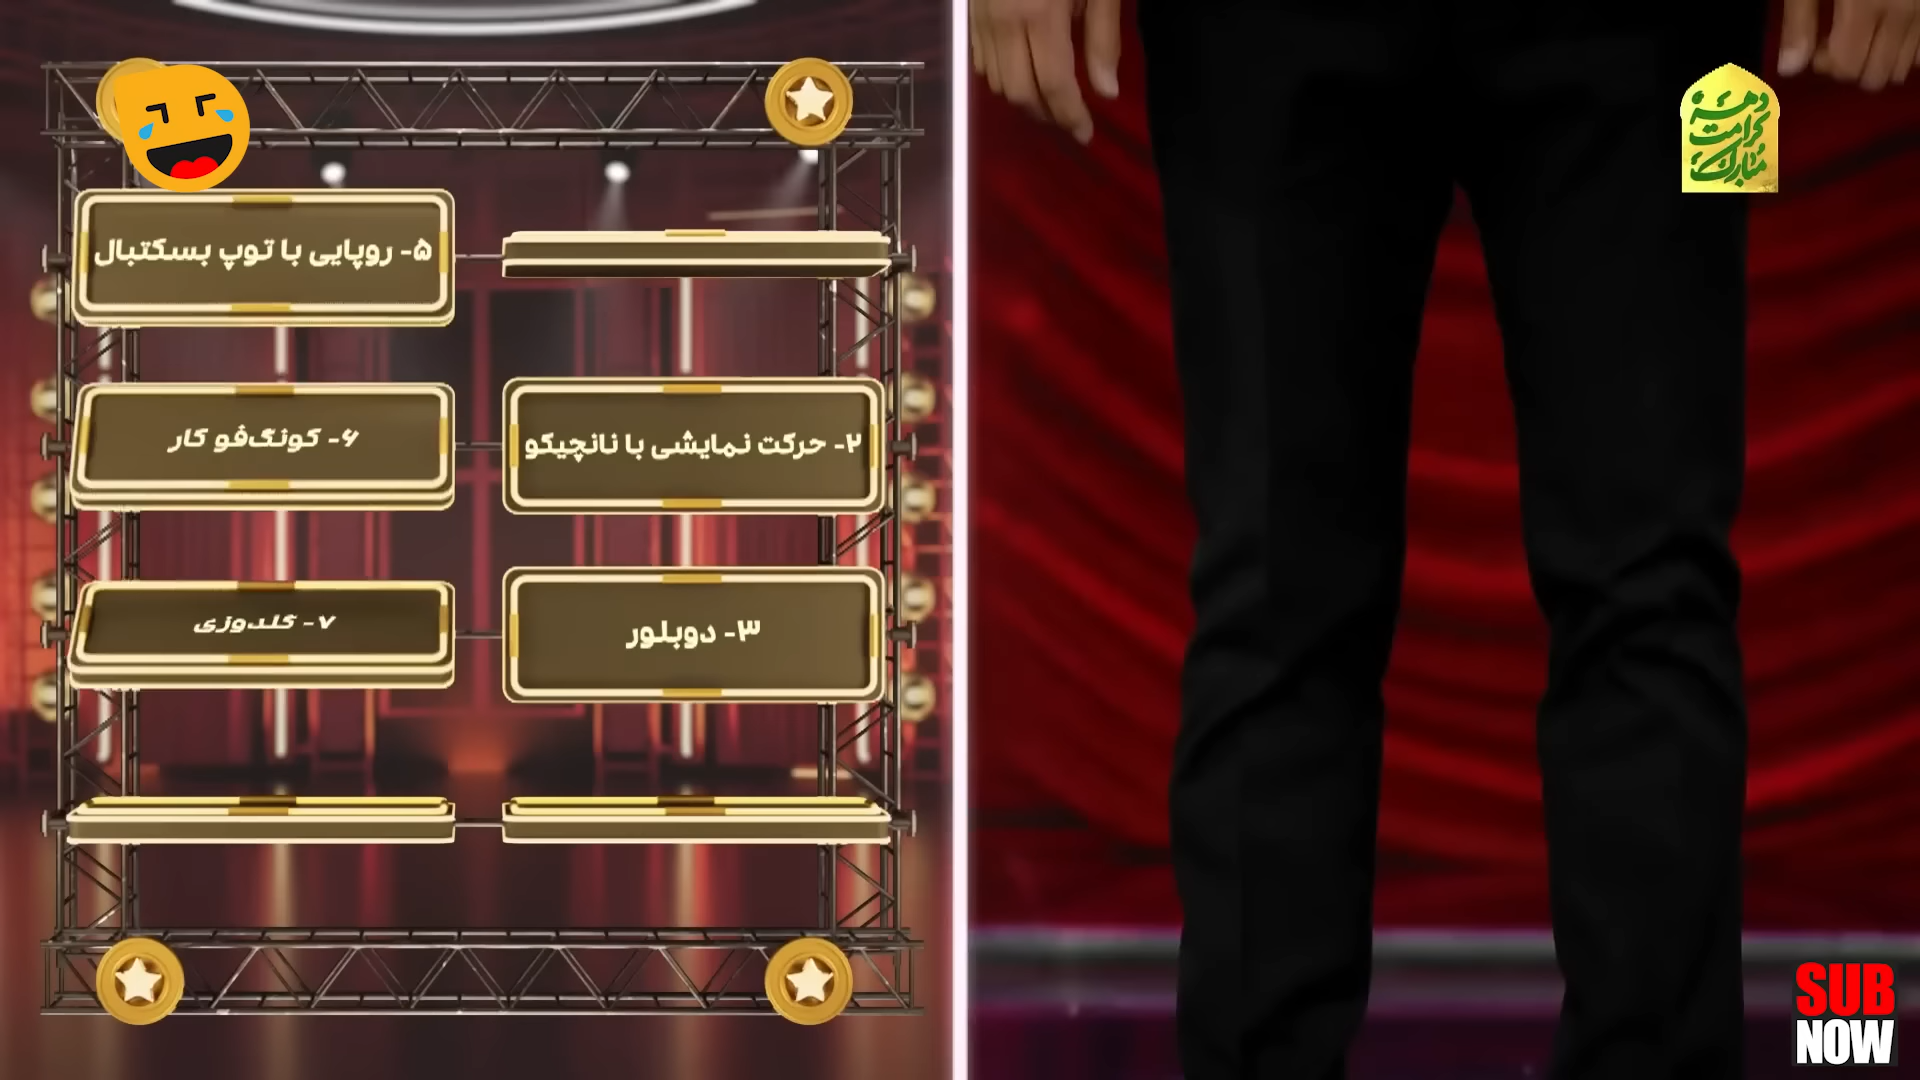 ۲- حرکت نمایشی با نانچیکو
۳- دوبلور
۵- روپایی با توپ بسکتبال
۶- کونگ‌فو کار
۷- گلدوزی
دهه
کرامت
مبارک
SUB
NOW